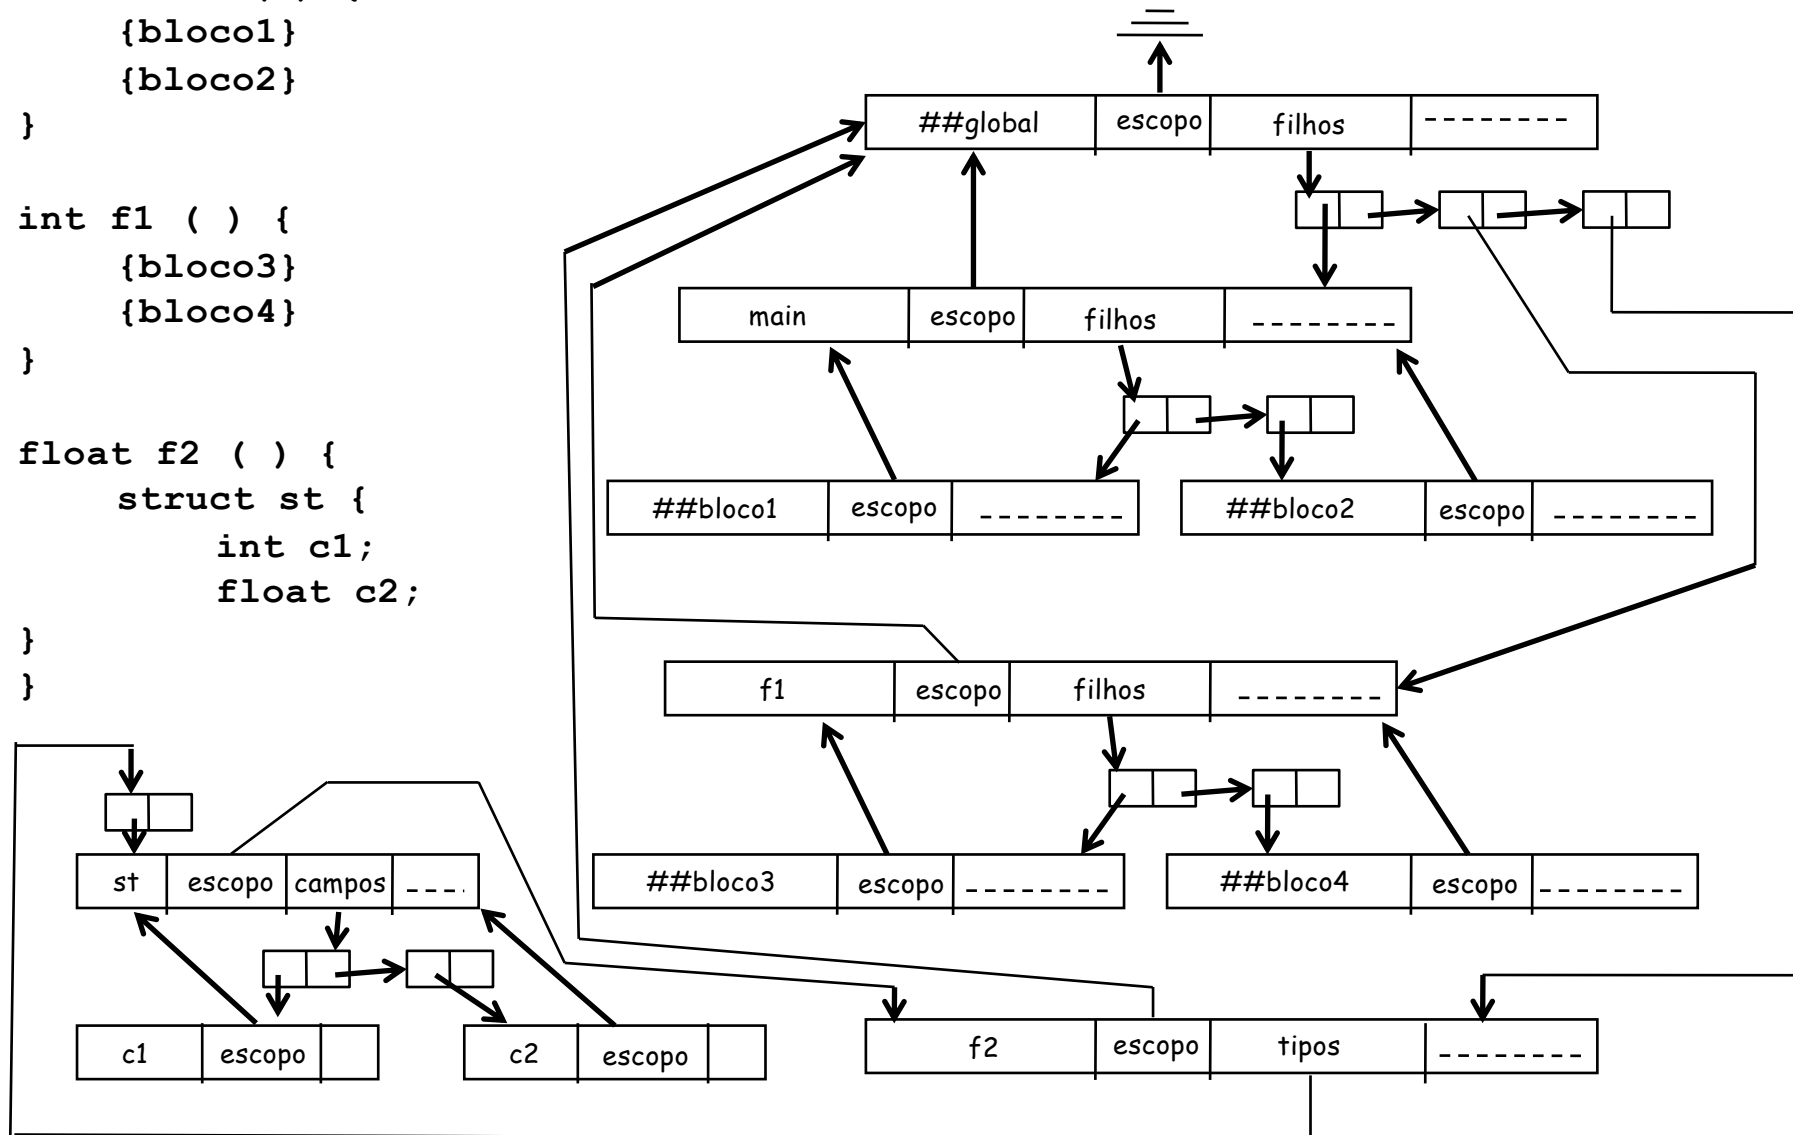 {bloco1}
{bloco2}
}
int f1 ( ) {
{bloco3}
{bloco4}
}
float f2 ( ) {
struct st {
int c1;
float c2;
}
}
##global escopo filhos --------
main escopo filhos --------
##bloco1 escopo --------
##bloco2 escopo --------
f1 escopo filhos --------
##bloco3 escopo --------
##bloco4 escopo --------
st escopo campos ----
c1 escopo
c2 escopo
f2 escopo tipos --------